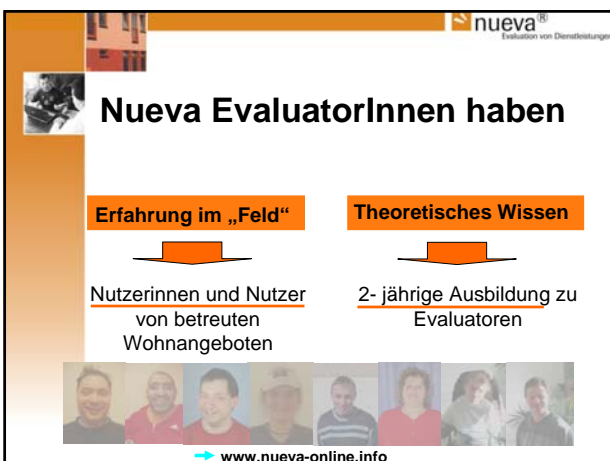 nueva®
Evaluation von Dienstleistungen
Nueva EvaluatorInnen haben
Erfahrung im „Feld“
Theoretisches Wissen
Nutzerinnen und Nutzer
von betreuten
Wohnangeboten
2- jährige Ausbildung zu
Evaluatoren
www.nueva-online.info